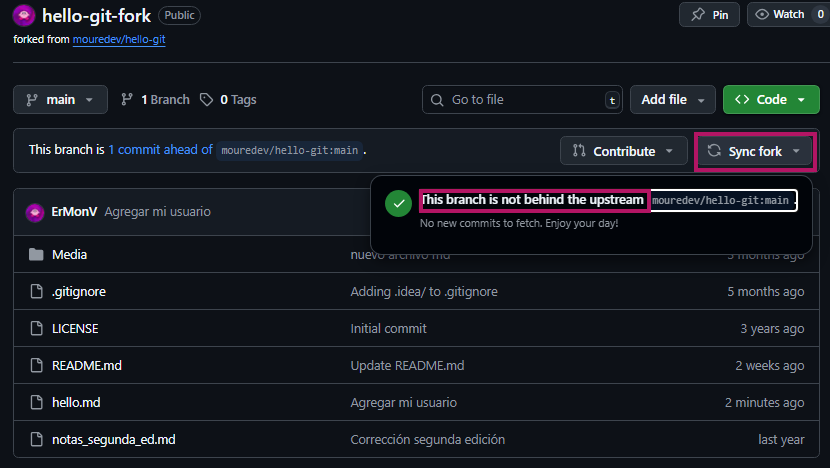 hello-git-fork Public Pin Watch 0
forked from mouredev/hello-git
main 1 Branch 0 Tags Go to file t Add file <> Code
This branch is 1 commit ahead of mouredev/hello-git:main . Contribute Sync fork
This branch is not behind the upstream mouredev/hello-git:main .
No new commits to fetch. Enjoy your day!
ErMonV Agregar mi usuario
Media nuevo archivo md 5 months ago
.gitignore Adding .idea/ to .gitignore 5 months ago
LICENSE Initial commit 3 years ago
README.md Update README.md 2 weeks ago
hello.md Agregar mi usuario 2 minutes ago
notas_segunda_ed.md Corrección segunda edición last year